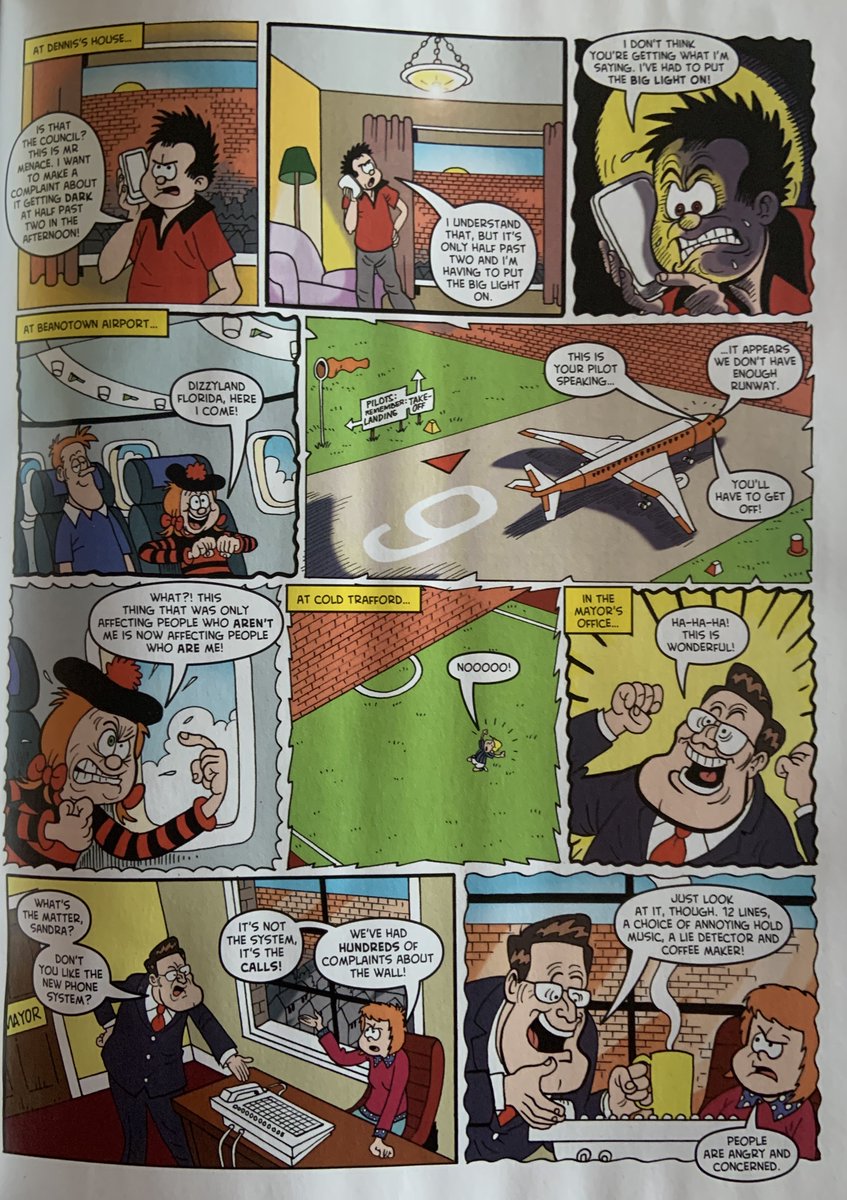 AT DENNIS'S HOUSE...
IS THAT
THE COUNCIL?
THIS IS MR
MENACE. I WANT
TO MAKE A
COMPLAINT ABOUT
IT GETTING DARK
AT HALF PAST
TWO IN THE
AFTERNOON!
I UNDERSTAND
THAT, BUT IT'S
ONLY HALF PAST
TWO AND I'M
HAVING TO PUT
THE BIG LIGHT
ON.
I DON'T THINK
YOU'RE GETTING WHAT I'M
SAYING. I'VE HAD TO PUT
THE BIG LIGHT ON!
AT BEANOTOWN AIRPORT...
DIZZYLAND
FLORIDA, HERE
I COME!
THIS IS
YOUR PILOT
SPEAKING...
...IT APPEARS
WE DON'T HAVE
ENOUGH
RUNWAY.
YOU'LL
HAVE TO GET
OFF!
PILOTS:
REMEMBER:
LANDING
TAKE-
OFF
9
WHAT?! THIS
THING THAT WAS ONLY
AFFECTING PEOPLE WHO AREN'T
ME IS NOW AFFECTING PEOPLE
WHO ARE ME!
AT COLD TRAFFORD...
NOOOOO!
IN THE
MAYOR'S
OFFICE...
HA-HA-HA!
THIS IS
WONDERFUL!
WHAT'S
THE MATTER,
SANDRA?
DON'T
YOU LIKE THE
NEW PHONE
SYSTEM?
MAYOR
IT'S NOT
THE SYSTEM,
IT'S THE
CALLS!
WE'VE HAD
HUNDREDS OF
COMPLAINTS ABOUT
THE WALL!
JUST LOOK
AT IT, THOUGH. 12 LINES,
A CHOICE OF ANNOYING HOLD
MUSIC, A LIE DETECTOR AND
COFFEE MAKER!
PEOPLE
ARE ANGRY AND
CONCERNED.